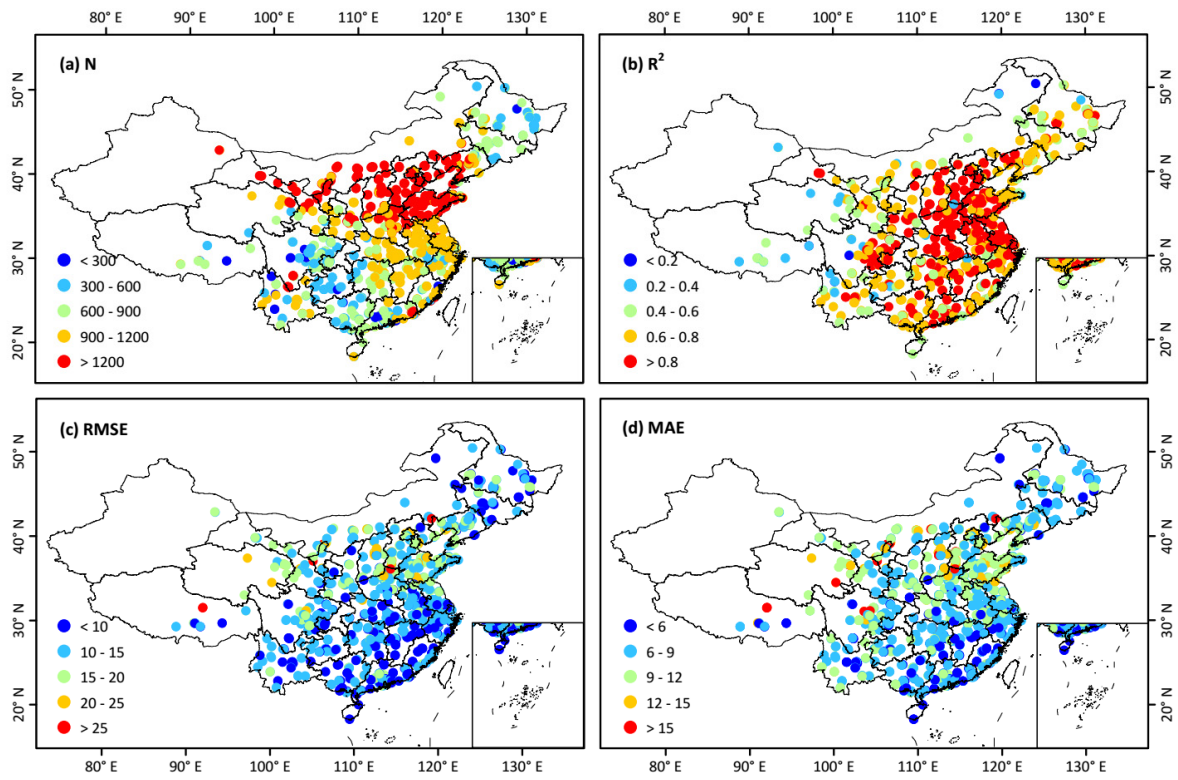 80° E 90° E 100° E 110° E 120° E 130° E
80° E 90° E 100° E 110° E 120° E 130° E
(a) N
50° N
40° N
30° N
20° N
< 300
300 - 600
600 - 900
900 - 1200
> 1200
(b) R²
50° N
40° N
30° N
20° N
< 0.2
0.2 - 0.4
0.4 - 0.6
0.6 - 0.8
> 0.8
(c) RMSE
50° N
40° N
30° N
20° N
< 10
10 - 15
15 - 20
20 - 25
> 25
(d) MAE
50° N
40° N
30° N
20° N
< 6
6 - 9
9 - 12
12 - 15
> 15
80° E 90° E 100° E 110° E 120° E 130° E
80° E 90° E 100° E 110° E 120° E 130° E